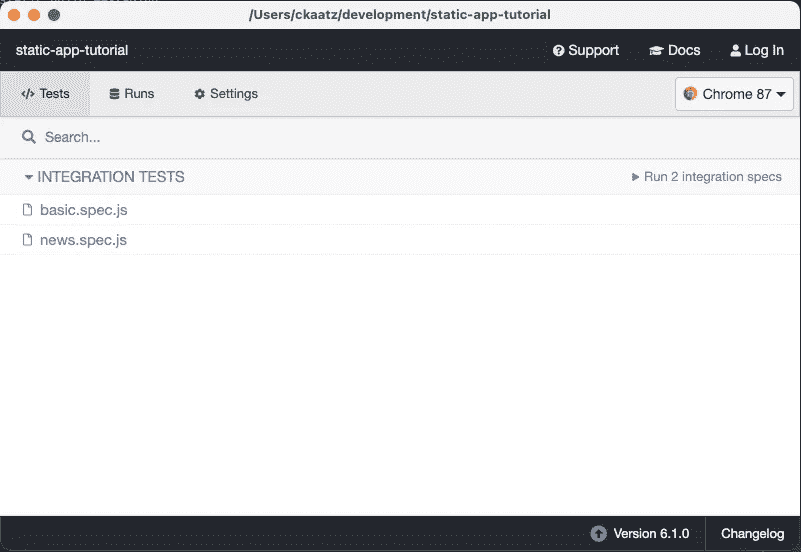 /Users/ckaatz/development/static-app-tutorial
static-app-tutorial Support Docs Log In
Tests Runs Settings Chrome 87
Search...
INTEGRATION TESTS Run 2 integration specs
basic.spec.js
news.spec.js
Version 6.1.0 Changelog